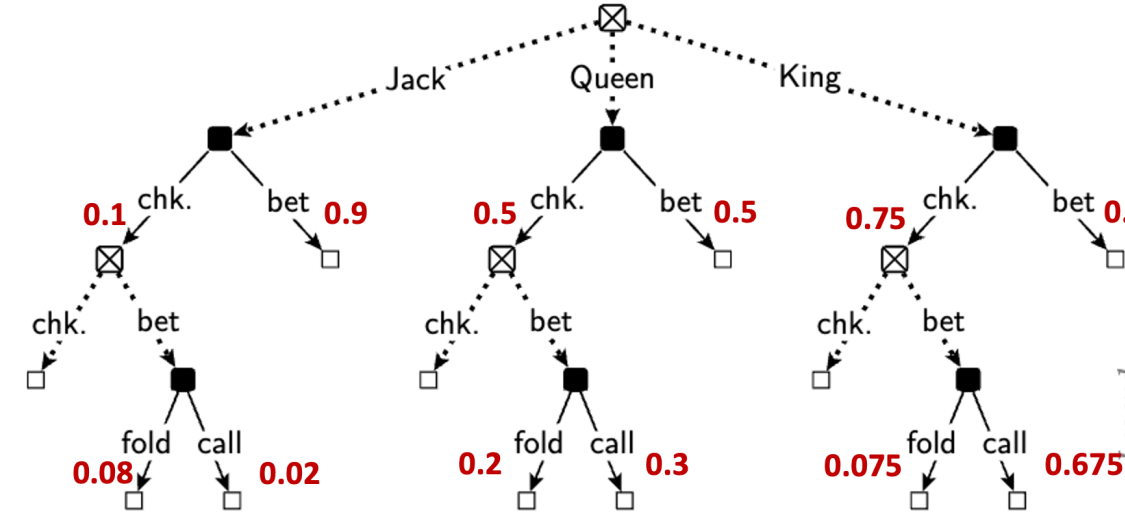 Jack Queen King
chk. bet chk. bet chk. bet
0.1 0.9 0.5 0.5 0.75 0.
chk. bet chk. bet chk. bet
fold call fold call fold call
0.08 0.02 0.2 0.3 0.075 0.675